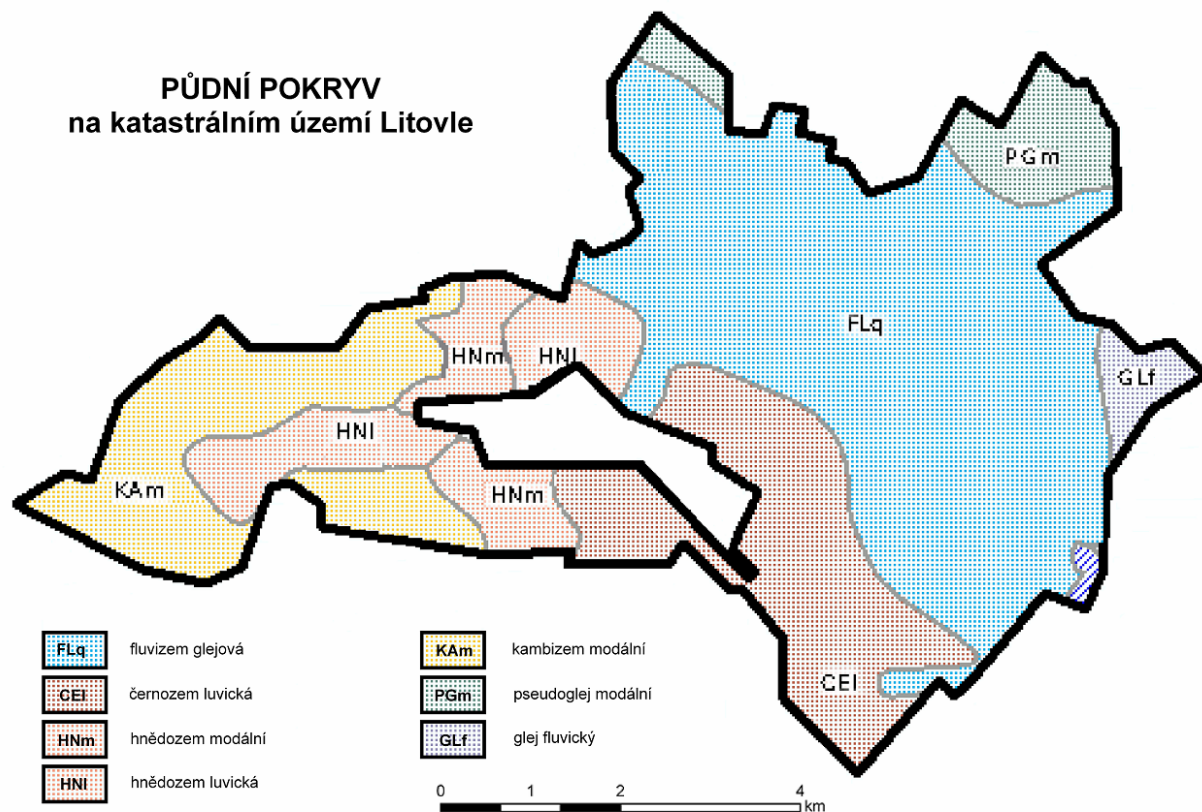 PŮDNÍ POKRYV
na katastrálním území Litovle
PGm
FLq
HNm
HNl
GLf
HNl
KAm
HNm
CEl
FLq fluvizem glejová
CEl černozem luvická
HNm hnědozem modální
HNl hnědozem luvická
KAm kambizem modální
PGm pseudoglej modální
GLf glej fluvický
0 1 2 4
km